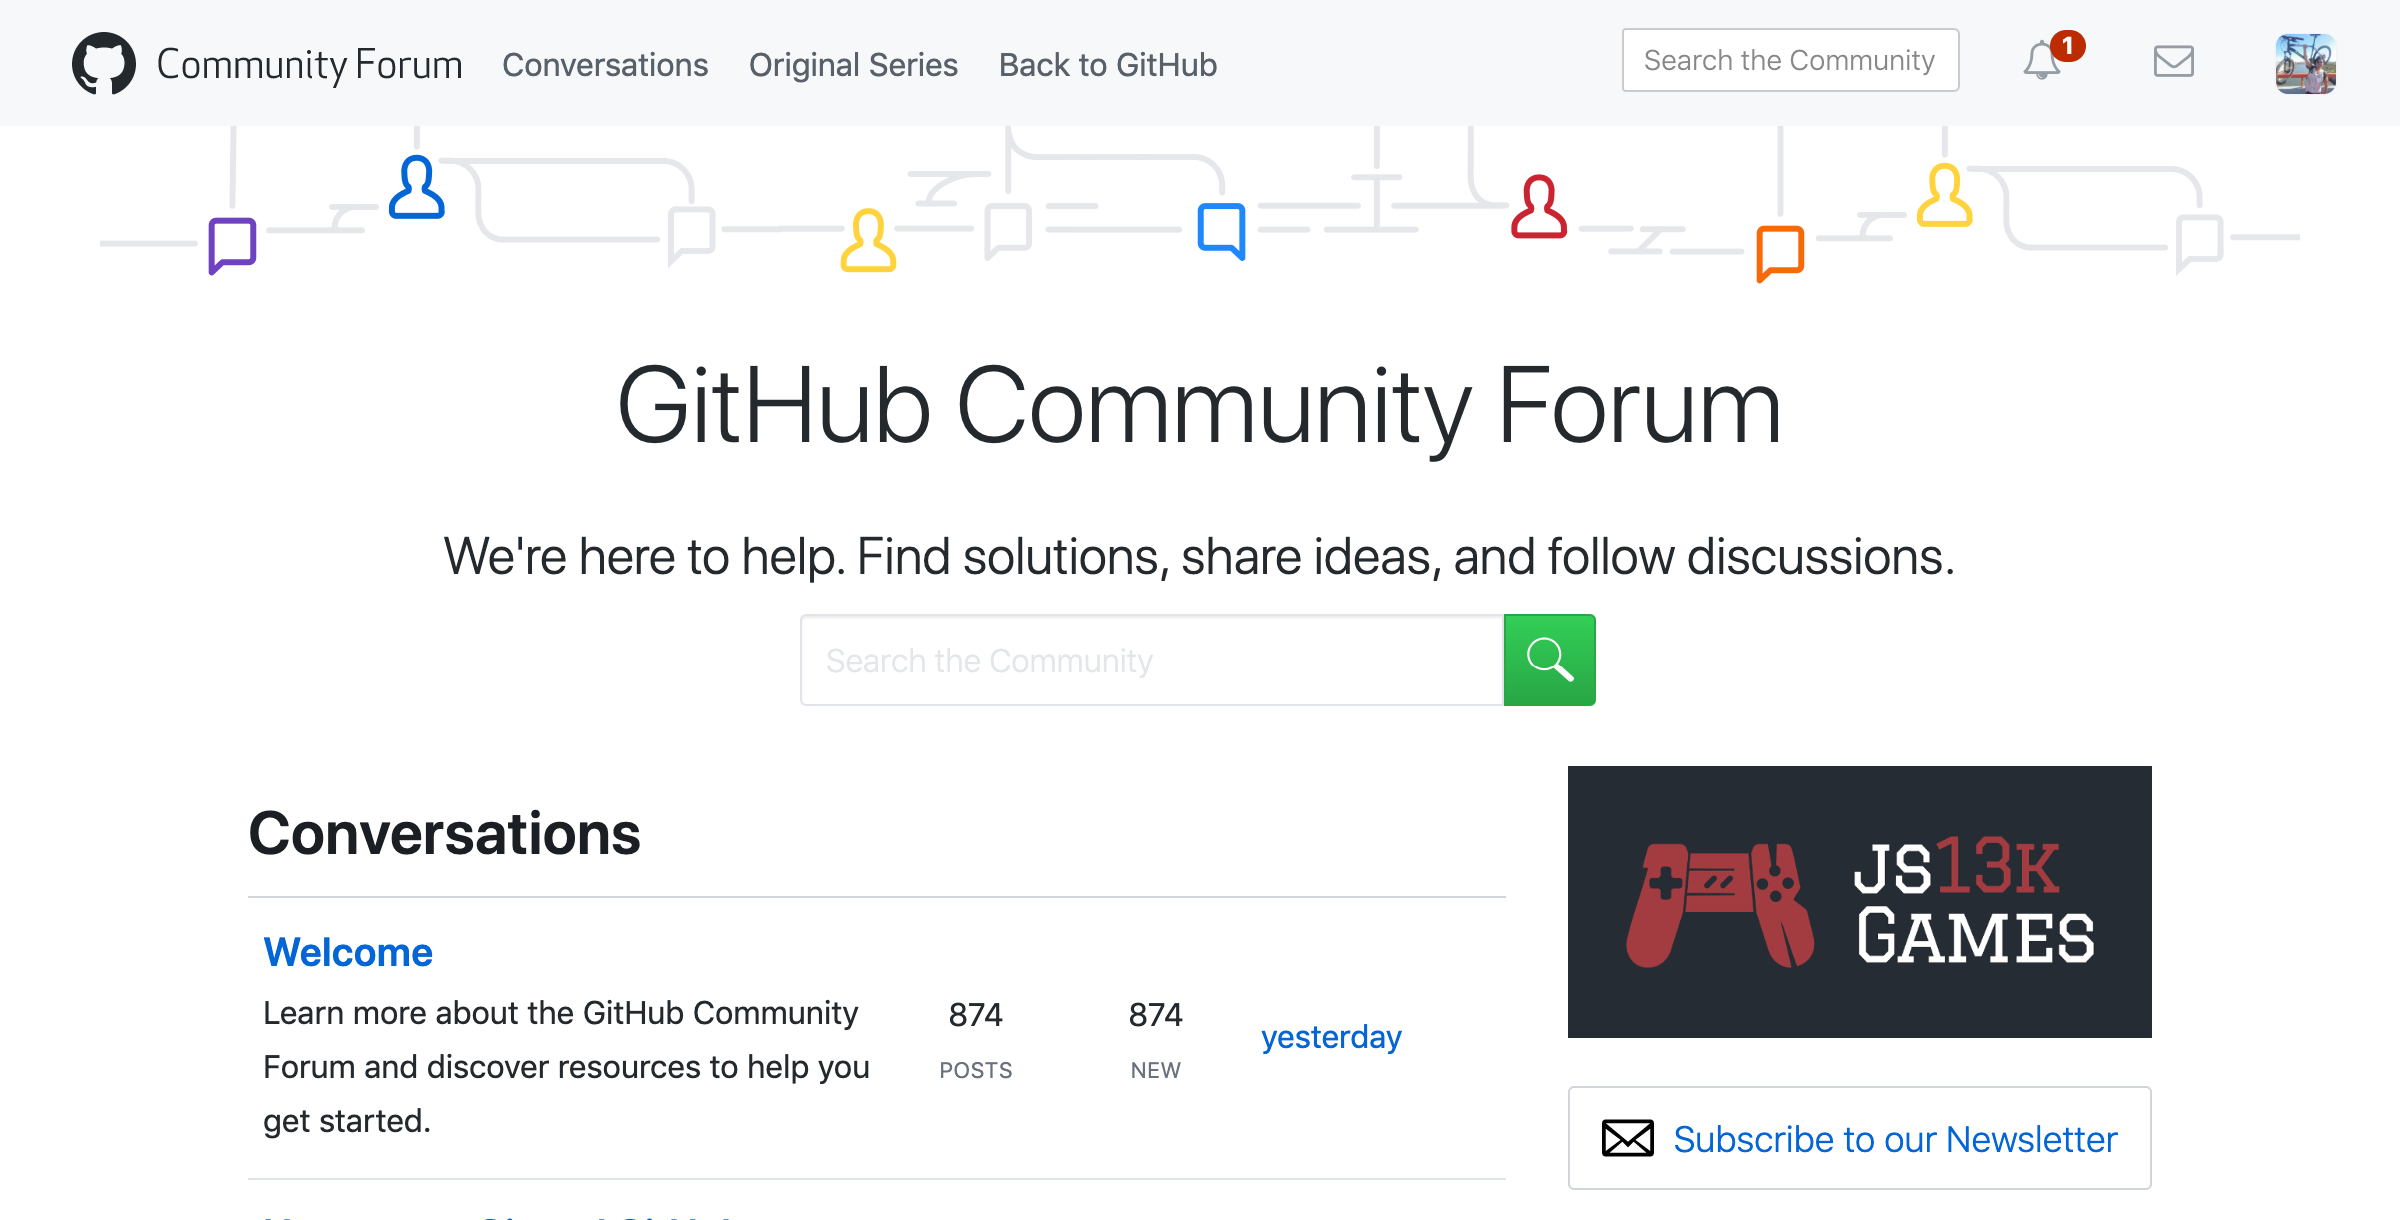 Community Forum Conversations Original Series Back to GitHub Search the Community 1
GitHub Community Forum
We're here to help. Find solutions, share ideas, and follow discussions.
Search the Community
Conversations
Welcome
Learn more about the GitHub Community
Forum and discover resources to help you
get started.
874
POSTS
874
NEW
yesterday
JS13K
GAMES
Subscribe to our Newsletter